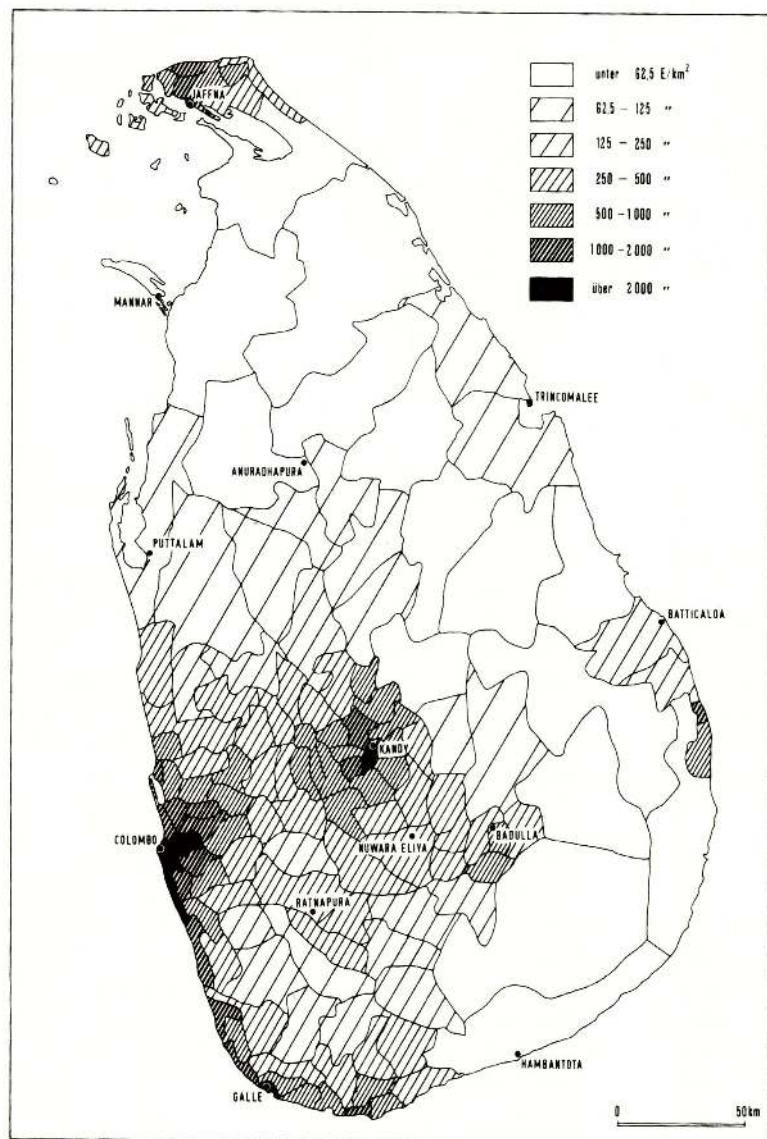 unter 62,5 E/km²
62,5 – 125 "
125 – 250 "
250 – 500 "
500 – 1000 "
1000 – 2000 "
über 2000 "
JAFFNA
MANNAR
TRINCOMALEE
ANURADHAPURA
PUTTALAM
BATTICALOA
KANDY
COLOMBO
NUWARA ELIYA
BADULLA
RATNAPURA
HAMBANTOTA
GALLE
0 50km